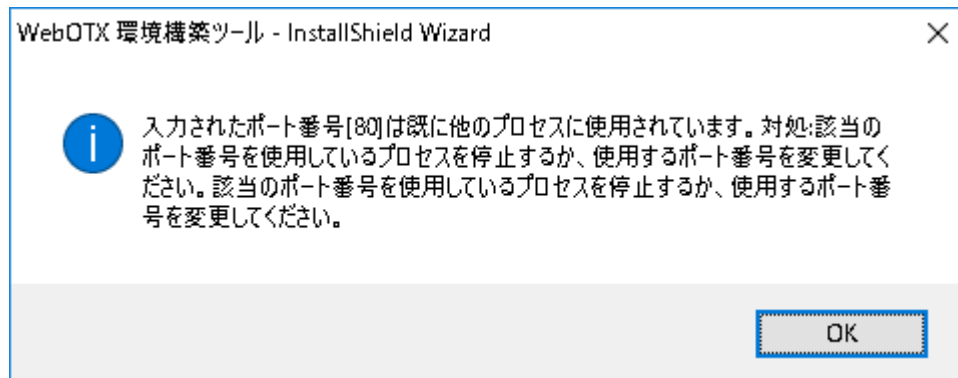 WebOTX 環境構築ツール - InstallShield Wizard
入力されたポート番号[80]は既に他のプロセスに使用されています。対処:該当の
ポート番号を使用しているプロセスを停止するか、使用するポート番号を変更してく
ださい。該当のポート番号を使用しているプロセスを停止するか、使用するポート番
号を変更してください。
OK